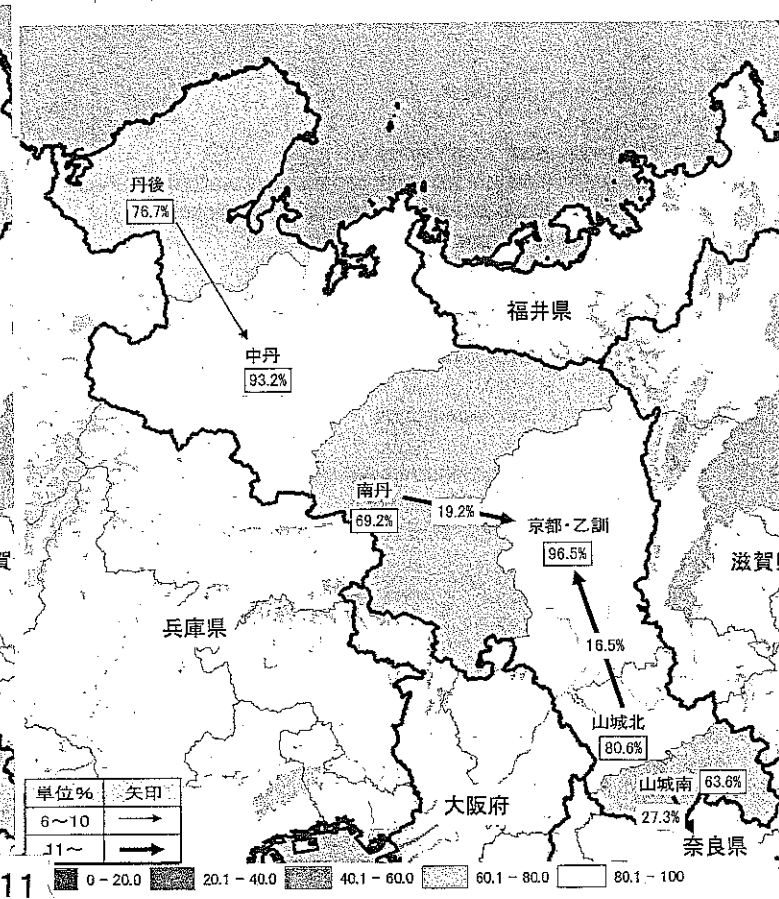 丹後
76.7%
福井県
中丹
93.2%
南丹
69.2%
19.2%
京都・乙訓
96.5%
滋賀県
賀
兵庫県
16.5%
山城北
80.6%
山城南 63.6%
27.3%
大阪府
奈良県
単位% 矢印
6~10
11~
11
0 - 20.0 20.1 - 40.0 40.1 - 60.0 60.1 - 80.0 80.1 - 100